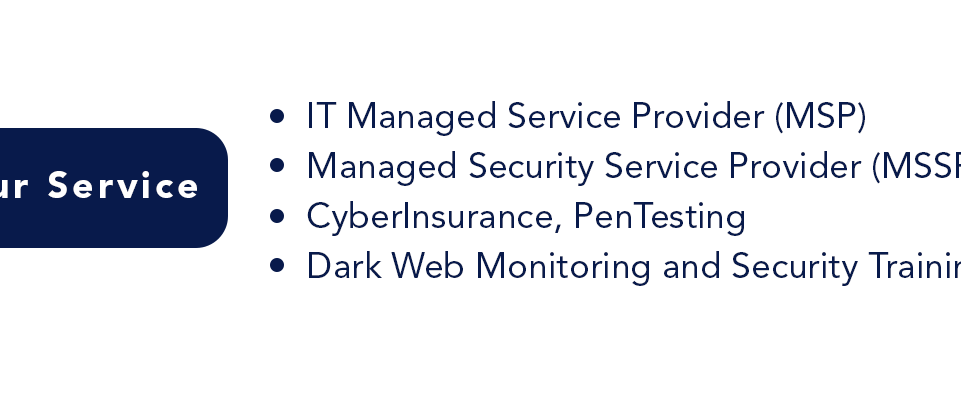 ur Service
IT Managed Service Provider (MSP)
Managed Security Service Provider (MSSP
CyberInsurance, PenTesting
Dark Web Monitoring and Security Trainin